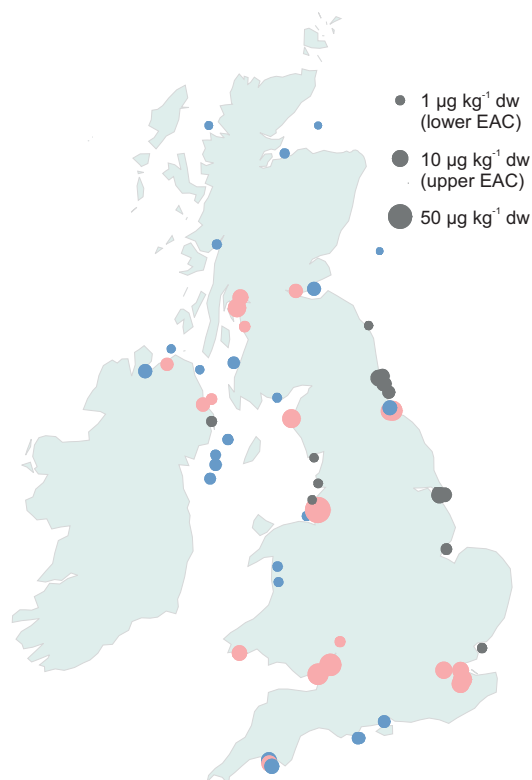 1 µg kg⁻¹ dw
(lower EAC)
10 µg kg⁻¹ dw
(upper EAC)
50 µg kg⁻¹ dw